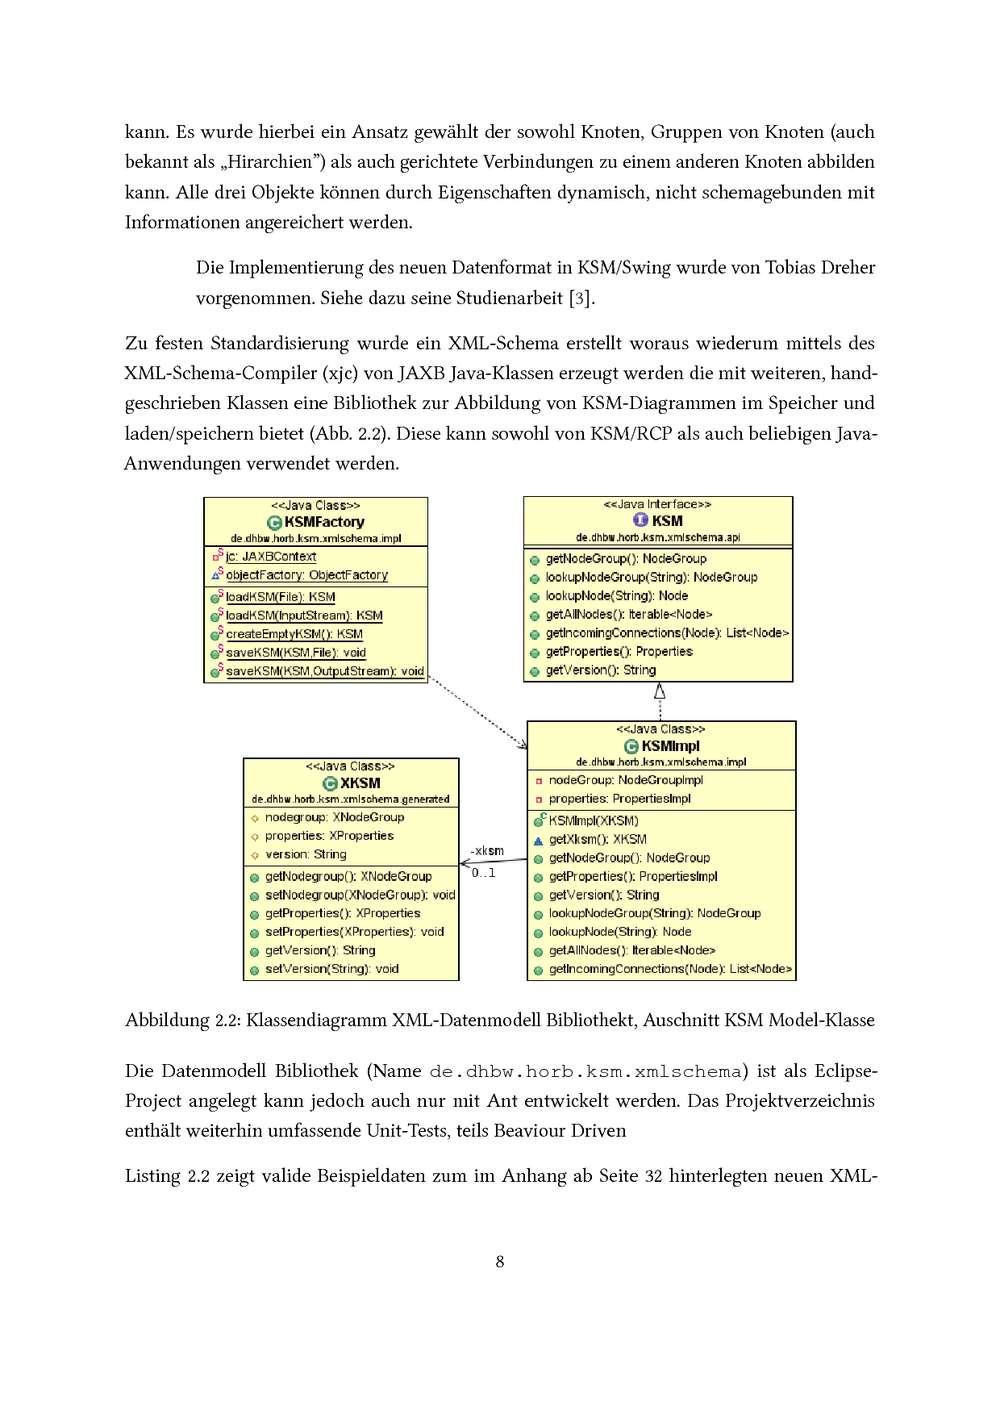 kann. Es wurde hierbei ein Ansatz gewählt der sowohl Knoten, Gruppen von Knoten (auch
bekannt als „Hirarchien”) als auch gerichtete Verbindungen zu einem anderen Knoten abbilden
kann. Alle drei Objekte können durch Eigenschaften dynamisch, nicht schemagebunden mit
Informationen angereichert werden.
Die Implementierung des neuen Datenformat in KSM/Swing wurde von Tobias Dreher
vorgenommen. Siehe dazu seine Studienarbeit [3].
Zu festen Standardisierung wurde ein XML-Schema erstellt woraus wiederum mittels des
XML-Schema-Compiler (xjc) von JAXB Java-Klassen erzeugt werden die mit weiteren, hand-
geschrieben Klassen eine Bibliothek zur Abbildung von KSM-Diagrammen im Speicher und
laden/speichern bietet (Abb. 2.2). Diese kann sowohl von KSM/RCP als auch beliebigen Java-
Anwendungen verwendet werden.
<<Java Class>>
C KSMFactory
de.dhbw.horb.ksm.xmlschema.impl
S jc: JAXBContext
S objectFactory: ObjectFactory
S loadKSM(File): KSM
S loadKSM(InputStream): KSM
S createEmptyKSM(): KSM
S saveKSM(KSM,File): void
S saveKSM(KSM,OutputStream): void
<<Java Interface>>
I KSM
de.dhbw.horb.ksm.xmlschema.api
getNodeGroup(): NodeGroup
lookupNodeGroup(String): NodeGroup
lookupNode(String): Node
getAllNodes(): Iterable<Node>
getIncomingConnections(Node): List<Node>
getProperties(): Properties
getVersion(): String
<<Java Class>>
C XKSM
de.dhbw.horb.ksm.xmlschema.generated
nodegroup: XNodeGroup
properties: XProperties
version: String
getNodegroup(): XNodeGroup
setNodegroup(XNodeGroup): void
getProperties(): XProperties
setProperties(XProperties): void
getVersion(): String
setVersion(String): void
-xksm
0..1
<<Java Class>>
C KSMImpl
de.dhbw.horb.ksm.xmlschema.impl
nodeGroup: NodeGroupImpl
properties: PropertiesImpl
C KSMImpl(XKSM)
getXksm(): XKSM
getNodeGroup(): NodeGroup
getProperties(): PropertiesImpl
getVersion(): String
lookupNodeGroup(String): NodeGroup
lookupNode(String): Node
getAllNodes(): Iterable<Node>
getIncomingConnections(Node): List<Node>
Abbildung 2.2: Klassendiagramm XML-Datenmodell Bibliothekt, Auschnitt KSM Model-Klasse
Die Datenmodell Bibliothek (Name de.dhbw.horb.ksm.xmlschema) ist als Eclipse-
Project angelegt kann jedoch auch nur mit Ant entwickelt werden. Das Projektverzeichnis
enthält weiterhin umfassende Unit-Tests, teils Beaviour Driven
Listing 2.2 zeigt valide Beispieldaten zum im Anhang ab Seite 32 hinterlegten neuen XML-
8